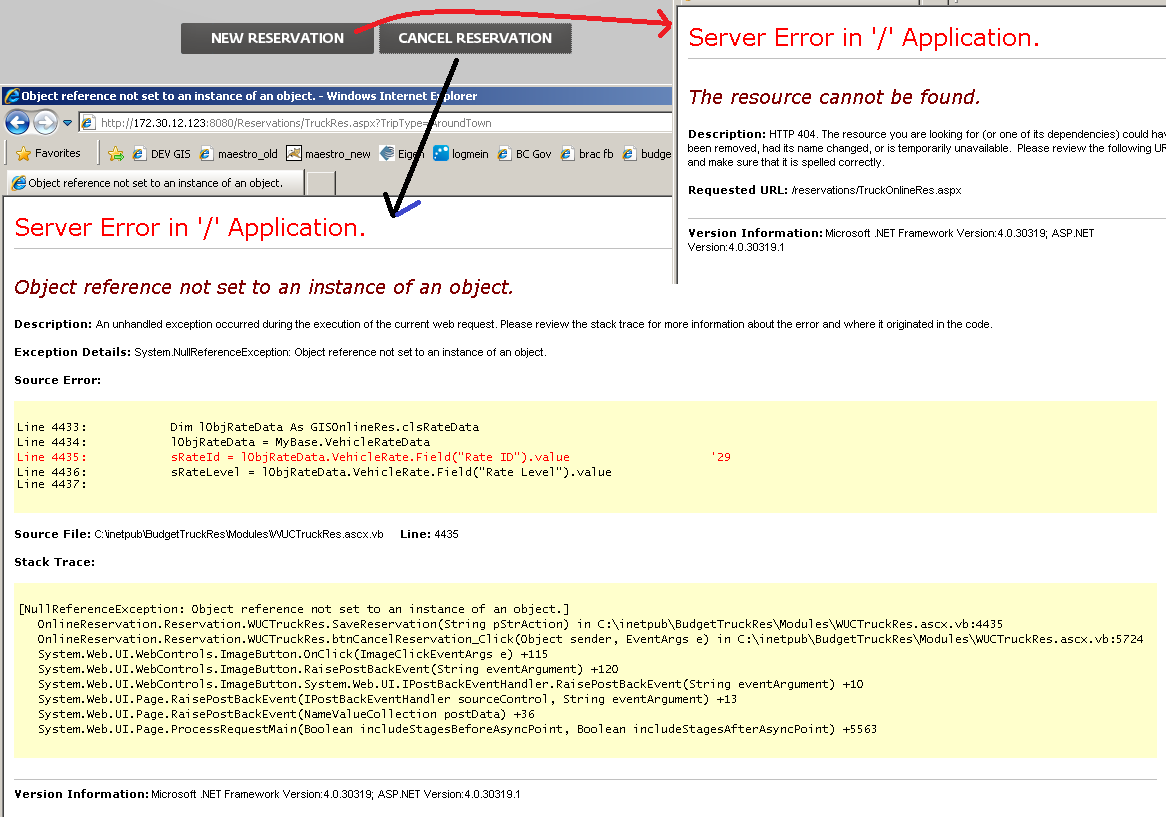 NEW RESERVATION
CANCEL RESERVATION
Server Error in '/' Application.
The resource cannot be found.
Description: HTTP 404. The resource you are looking for (or one of its dependencies) could
been removed, had its name changed, or is temporarily unavailable. Please review the following
and make sure that it is spelled correctly.
Requested URL: /reservations/TruckOnlineRes.aspx
Version Information: Microsoft .NET Framework Version:4.0.30319; ASP.NET
Version:4.0.30319.1
Object reference not set to an instance of an object. - Windows Internet Explorer
http://172.30.12.123:8080/Reservations/TruckRes.aspx?TripType=AroundTown
Favorites DEV GIS maestro_old maestro_new Eigen logmein BC Gov brac fb budge
Object reference not set to an instance of an object.
Server Error in '/' Application.
Object reference not set to an instance of an object.
Description: An unhandled exception occurred during the execution of the current web request. Please review the stack trace for more information about the error and where it originated in the code.
Exception Details: System.NullReferenceException: Object reference not set to an instance of an object.
Source Error:
Line 4433: Dim lObjRateData As GISOnlineRes.clsRateData
Line 4434: lObjRateData = MyBase.VehicleRateData
Line 4435: sRateId = lObjRateData.VehicleRate.Field("Rate ID").value '29
Line 4436: sRateLevel = lObjRateData.VehicleRate.Field("Rate Level").value
Line 4437:
Source File: C:\inetpub\BudgetTruckRes\Modules\WUCTruckRes.ascx.vb Line: 4435
Stack Trace:
[NullReferenceException: Object reference not set to an instance of an object.]
OnlineReservation.Reservation.WUCTruckRes.SaveReservation(String pStrAction) in C:\inetpub\BudgetTruckRes\Modules\WUCTruckRes.ascx.vb:4435
OnlineReservation.Reservation.WUCTruckRes.btnCancelReservation_Click(Object sender, EventArgs e) in C:\inetpub\BudgetTruckRes\Modules\WUCTruckRes.ascx.vb:5724
System.Web.UI.WebControls.ImageButton.OnClick(ImageClickEventArgs e) +115
System.Web.UI.WebControls.ImageButton.RaisePostBackEvent(String eventArgument) +120
System.Web.UI.WebControls.ImageButton.System.Web.UI.IPostBackEventHandler.RaisePostBackEvent(String eventArgument) +10
System.Web.UI.Page.RaisePostBackEvent(IPostBackEventHandler sourceControl, String eventArgument) +13
System.Web.UI.Page.RaisePostBackEvent(NameValueCollection postData) +36
System.Web.UI.Page.ProcessRequestMain(Boolean includeStagesBeforeAsyncPoint, Boolean includeStagesAfterAsyncPoint) +5563
Version Information: Microsoft .NET Framework Version:4.0.30319; ASP.NET Version:4.0.30319.1